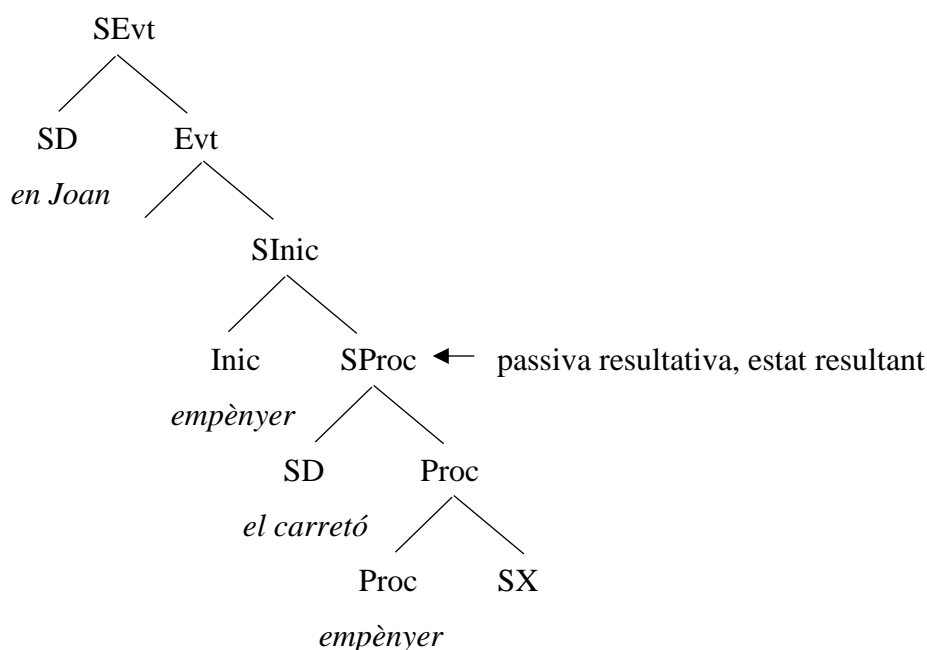 SEvt
SD Evt
en Joan
SInic
Inic SProc passiva resultativa, estat resultant
empènyer
SD Proc
el carretó
Proc SX
empènyer